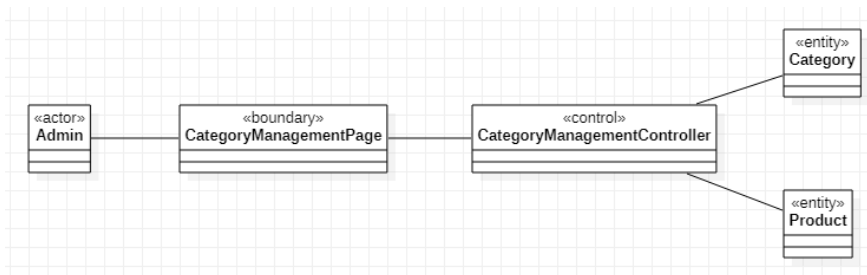 «entity»
Category
«actor»
Admin
«boundary»
CategoryManagementPage
«control»
CategoryManagementController
«entity»
Product